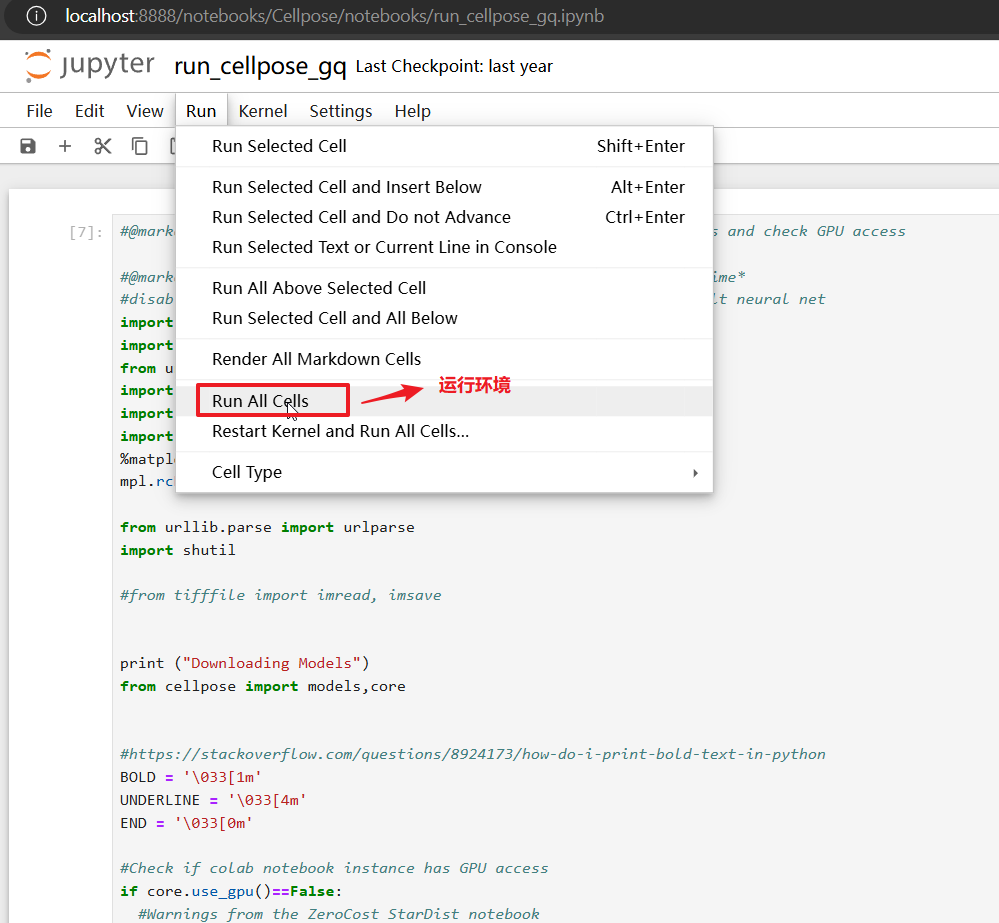 localhost:8888/notebooks/Cellpose/notebooks/run_cellpose_gq.ipynb
jupyter run_cellpose_gq Last Checkpoint: last year
File Edit View Run Kernel Settings Help
Run Selected Cell Shift+Enter
Run Selected Cell and Insert Below Alt+Enter
Run Selected Cell and Do not Advance Ctrl+Enter
Run Selected Text or Current Line in Console
Run All Above Selected Cell
Run Selected Cell and All Below
Render All Markdown Cells
Run All Cells 运行环境
Restart Kernel and Run All Cells...
Cell Type
[7]: #@mark s and check GPU access
#@mark ime*
#disab lt neural net
import
import
from u
import
import
import
%matpl
mpl.rc
from urllib.parse import urlparse
import shutil
#from tifffile import imread, imsave
print ("Downloading Models")
from cellpose import models,core
#https://stackoverflow.com/questions/8924173/how-do-i-print-bold-text-in-python
BOLD = '\033[1m'
UNDERLINE = '\033[4m'
END = '\033[0m'
#Check if colab notebook instance has GPU access
if core.use_gpu()==False:
#Warnings from the ZeroCost StarDist notebook